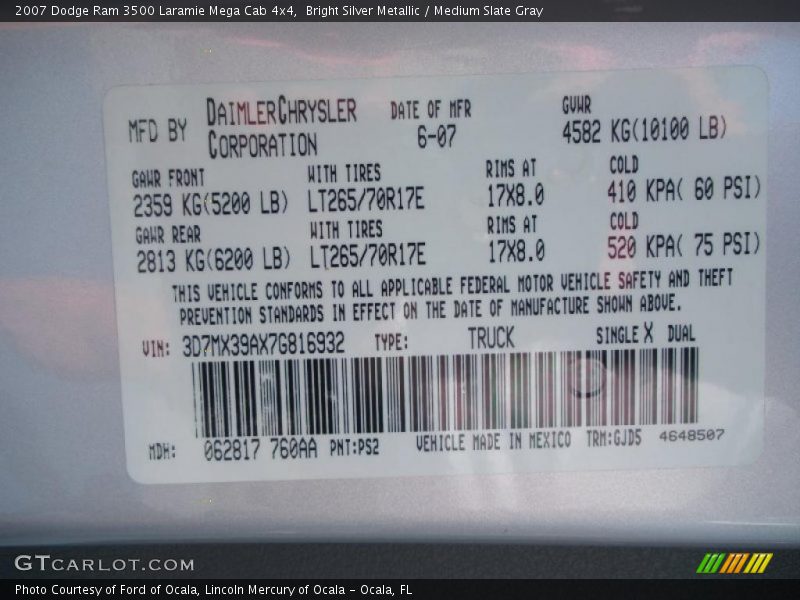 2007 Dodge Ram 3500 Laramie Mega Cab 4x4,  Bright Silver Metallic / Medium Slate Gray
MFD BY DAIMLERCHRYSLER CORPORATION DATE OF MFR 6-07 GVWR 4582 KG(10100 LB)
GAWR FRONT WITH TIRES RIMS AT COLD
2359 KG(5200 LB) LT265/70R17E 17X8.0 410 KPA( 60 PSI)
GAWR REAR WITH TIRES RIMS AT COLD
2813 KG(6200 LB) LT265/70R17E 17X8.0 520 KPA( 75 PSI)
THIS VEHICLE CONFORMS TO ALL APPLICABLE FEDERAL MOTOR VEHICLE SAFETY AND THEFT
PREVENTION STANDARDS IN EFFECT ON THE DATE OF MANUFACTURE SHOWN ABOVE.
VIN: 3D7MX39AX7G816932 TYPE: TRUCK SINGLE X DUAL
MDH: 062817 760AA PNT:PS2 VEHICLE MADE IN MEXICO TRM:GJD5 4648507
GTCARLOT.COM
Photo Courtesy of Ford of Ocala, Lincoln Mercury of Ocala - Ocala, FL